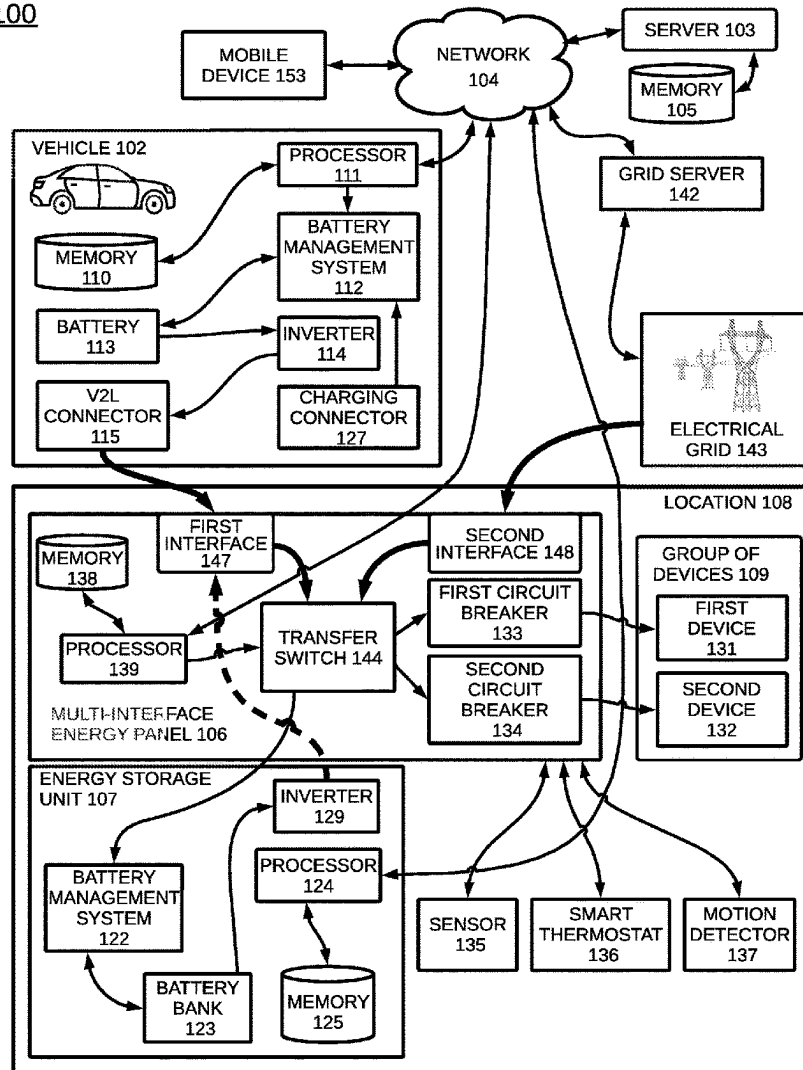 100
MOBILE
DEVICE 153
NETWORK
104
SERVER 103
MEMORY
105
GRID SERVER
142
VEHICLE 102
PROCESSOR
111
BATTERY
MANAGEMENT
SYSTEM
112
MEMORY
110
BATTERY
113
INVERTER
114
V2L
CONNECTOR
115
CHARGING
CONNECTOR
127
ELECTRICAL
GRID 143
LOCATION 108
FIRST
INTERFACE
147
SECOND
INTERFACE 148
MEMORY
138
PROCESSOR
139
TRANSFER
SWITCH 144
FIRST CIRCUIT
BREAKER
133
SECOND
CIRCUIT
BREAKER
134
MULTI-INTERFACE
ENERGY PANEL 106
GROUP OF
DEVICES 109
FIRST
DEVICE
131
SECOND
DEVICE
132
ENERGY STORAGE
UNIT 107
INVERTER
129
PROCESSOR
124
BATTERY
MANAGEMENT
SYSTEM
122
BATTERY
BANK
123
MEMORY
125
SENSOR
135
SMART
THERMOSTAT
136
MOTION
DETECTOR
137